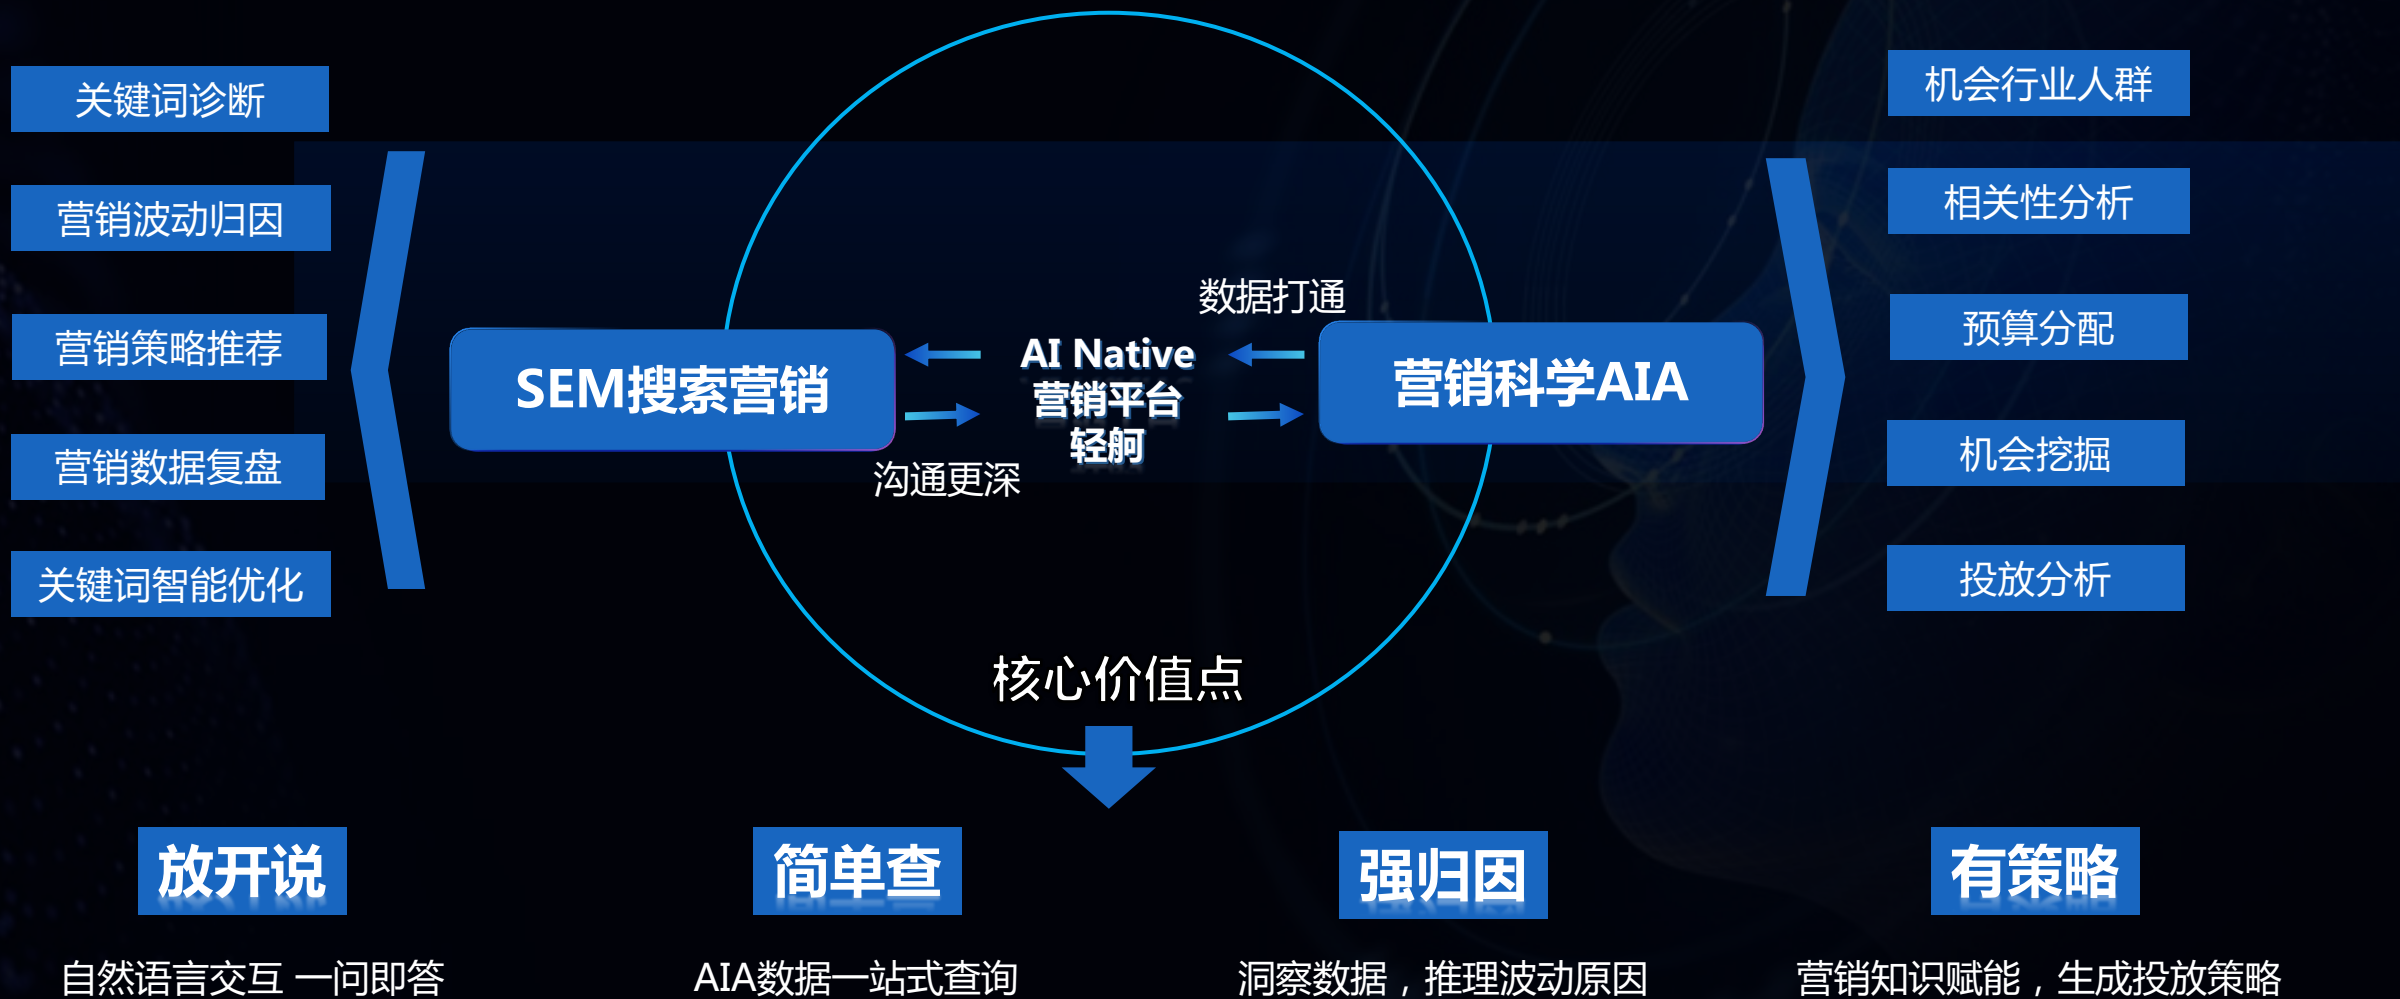 关键词诊断
营销波动归因
营销策略推荐
营销数据复盘
关键词智能优化
SEM搜索营销
沟通更深
AI Native
营销平台
轻舸
数据打通
营销科学AIA
机会行业人群
相关性分析
预算分配
机会挖掘
投放分析
核心价值点
放开说
自然语言交互 一问即答
简单查
AIA数据一站式查询
强归因
洞察数据，推理波动原因
有策略
营销知识赋能，生成投放策略